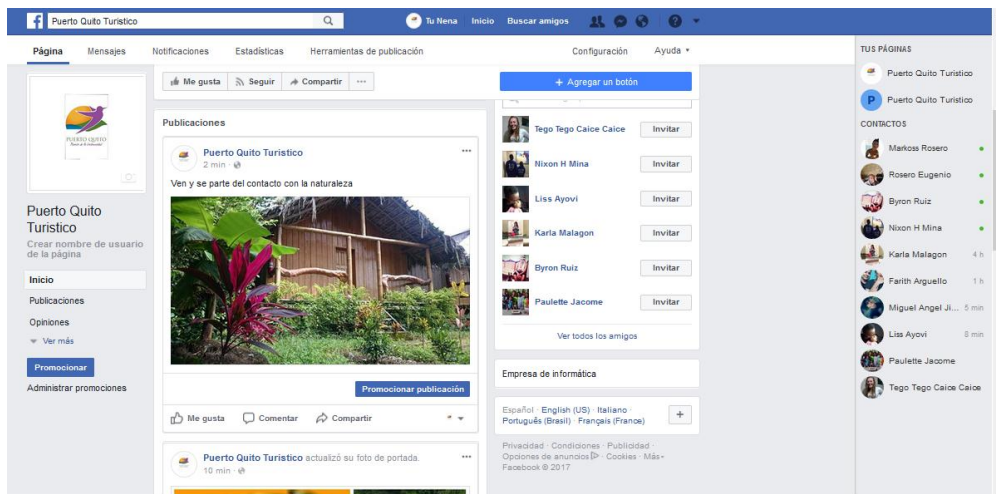 Puerto Quito Turistico
Tu Nena
Inicio
Buscar amigos
Página
Mensajes
Notificaciones
Estadísticas
Herramientas de publicación
Configuración
Ayuda
PUERTO QUITO
Puerto Quito Turistico
Crear nombre de usuario
de la página
Inicio
Publicaciones
Opiniones
Ver más
Promocionar
Administrar promociones
Me gusta
Seguir
Compartir
Publicaciones
Puerto Quito Turistico
2 min
Ven y se parte del contacto con la naturaleza
Promocionar publicación
Me gusta
Comentar
Compartir
Puerto Quito Turistico actualizó su foto de portada.
10 min
+ Agregar un botón
Tego Tego Caice Caice
Invitar
Nixon H Mina
Invitar
Liss Ayovi
Invitar
Karla Malagon
Invitar
Byron Ruiz
Invitar
Paulette Jacome
Invitar
Ver todos los amigos
Empresa de informática
Español · English (US) · Italiano ·
Português (Brasil) · Français (France)
Privacidad · Condiciones · Publicidad ·
Opciones de anuncios · Cookies · Más
Facebook © 2017
TUS PÁGINAS
Puerto Quito Turistico
P
Puerto Quito Turistico
CONTACTOS
Markoss Rosero
Rosero Eugenio
Byron Ruiz
Nixon H Mina
Karla Malagon 4 h
Farith Arguello 1 h
Miguel Angel Ji... 5 min
Liss Ayovi 8 min
Paulette Jacome
Tego Tego Caice Caice